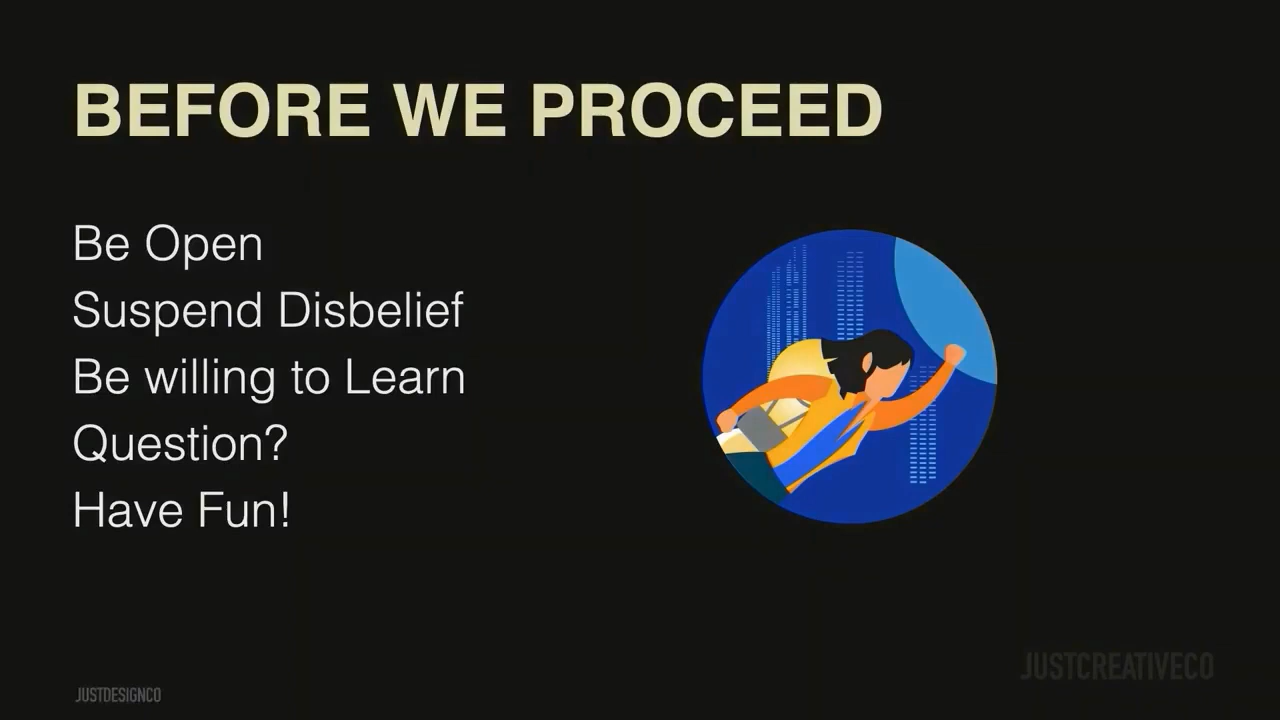 BEFORE WE PROCEED
Be Open
Suspend Disbelief
Be willing to Learn
Question?
Have Fun!
JUSTCREATIVECO
JUSTDESIGNCO